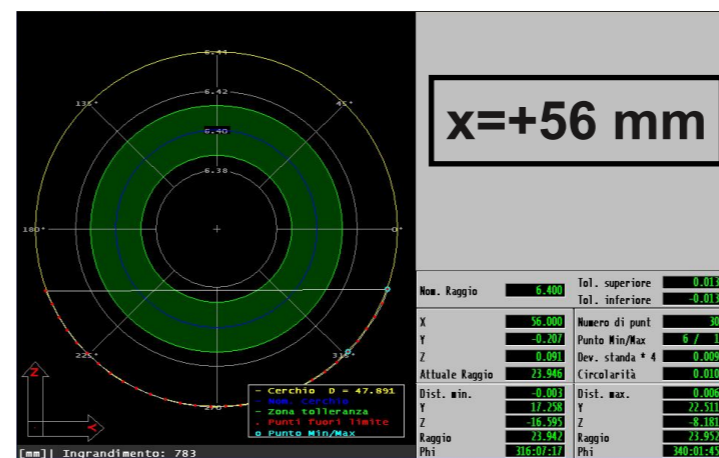 6.44
6.42
6.40
6.38
135°
45°
180°
0°
225°
315°
270°
Z
Y
— Cerchio D = 47.891
— Nom. Cerchio
— Zona tolleranza
. Punti fuori limite
o Punto Min/Max
[mm]| Ingrandimento: 783
x=+56 mm
Nom. Raggio 6.400 Tol. superiore 0.013
Tol. inferiore -0.013
X 56.000 Numero di punt 30
Y -0.207 Punto Min/Max 6 / 1
Z 0.091 Dev. standa * 4 0.009
Attuale Raggio 23.946 Circolarità 0.010
Dist. min. -0.003 Dist. max. 0.006
Y 17.258 Y 22.511
Z -16.595 Z -8.181
Raggio 23.942 Raggio 23.952
Phi 316:07:17 Phi 340:01:45